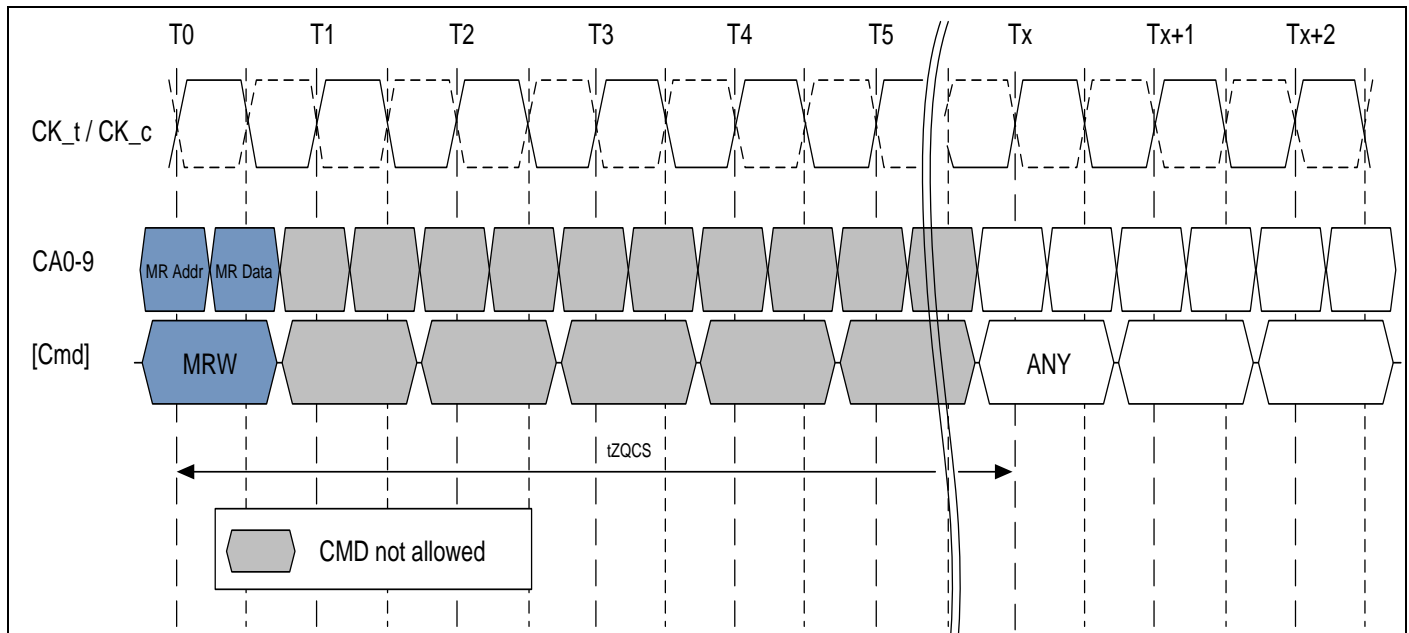 T0 T1 T2 T3 T4 T5 Tx Tx+1 Tx+2
CK_t / CK_c
CA0-9 MR Addr MR Data
[Cmd] MRW ANY
tZQCS
CMD not allowed